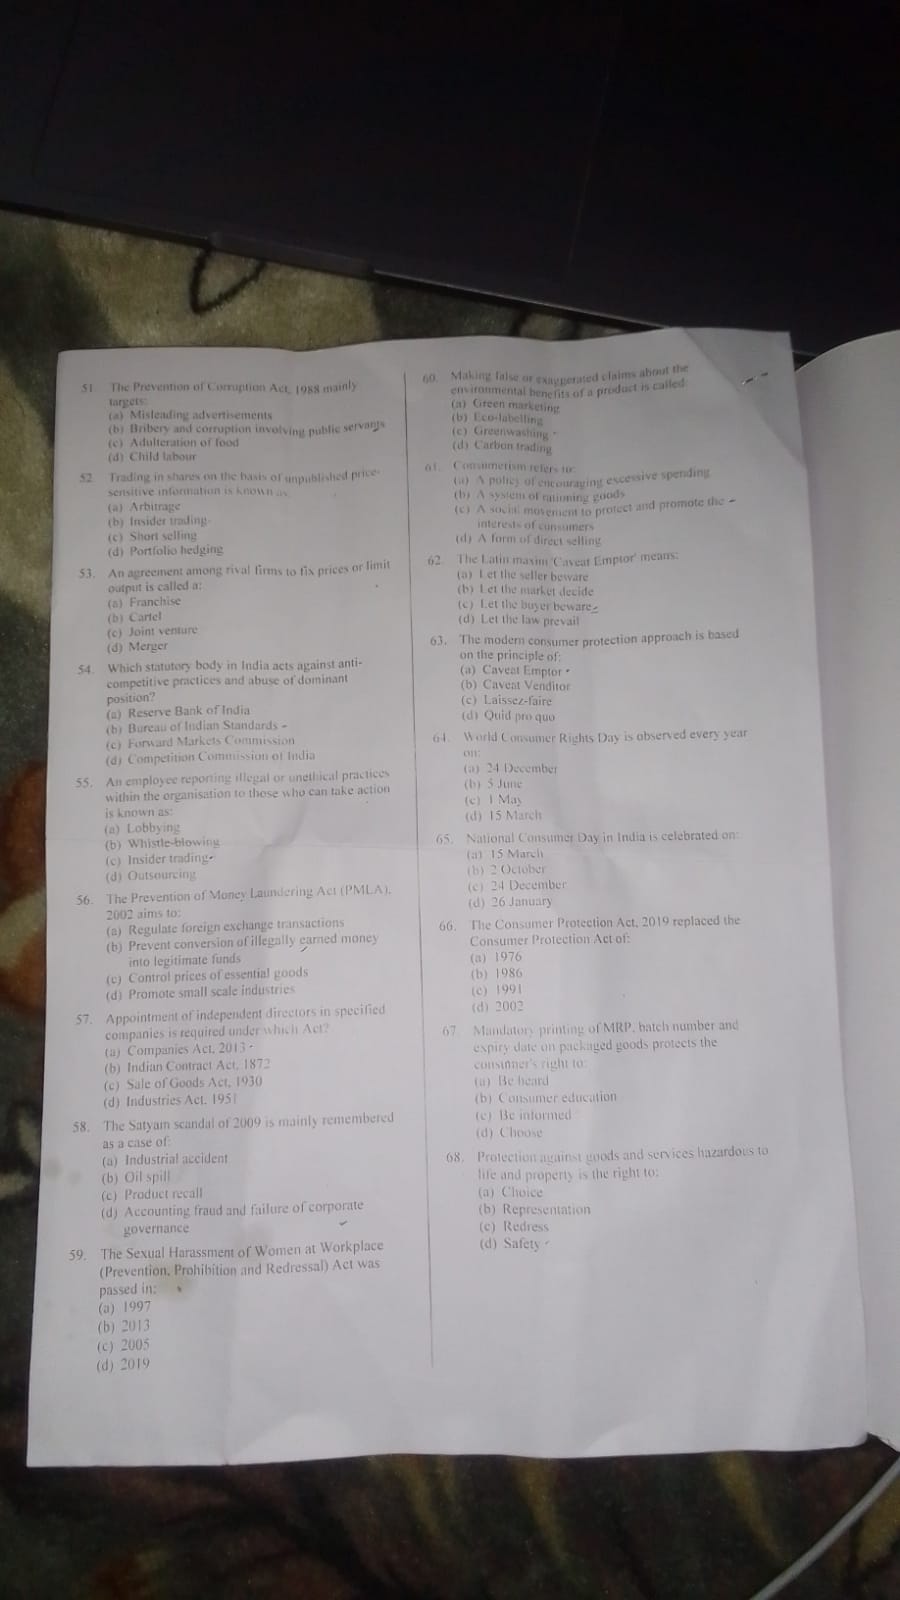 51. The Prevention of Corruption Act, 1988 mainly
targets:
(a) Misleading advertisements
(b) Bribery and corruption involving public servants
(c) Adulteration of food
(d) Child labour
52. Trading in shares on the basis of unpublished price-
sensitive information is known as:
(a) Arbitrage
(b) Insider trading
(c) Short selling
(d) Portfolio hedging
53. An agreement among rival firms to fix prices or limit
output is called a:
(a) Franchise
(b) Cartel
(c) Joint venture
(d) Merger
54. Which statutory body in India acts against anti-
competitive practices and abuse of dominant
position?
(a) Reserve Bank of India
(b) Bureau of Indian Standards
(c) Forward Markets Commission
(d) Competition Commission of India
55. An employee reporting illegal or unethical practices
within the organisation to those who can take action
is known as:
(a) Lobbying
(b) Whistle-blowing
(c) Insider trading
(d) Outsourcing
56. The Prevention of Money Laundering Act (PMLA),
2002 aims to:
(a) Regulate foreign exchange transactions
(b) Prevent conversion of illegally earned money
into legitimate funds
(c) Control prices of essential goods
(d) Promote small scale industries
57. Appointment of independent directors in specified
companies is required under which Act?
(a) Companies Act, 2013
(b) Indian Contract Act, 1872
(c) Sale of Goods Act, 1930
(d) Industries Act, 1951
58. The Satyam scandal of 2009 is mainly remembered
as a case of:
(a) Industrial accident
(b) Oil spill
(c) Product recall
(d) Accounting fraud and failure of corporate
governance
59. The Sexual Harassment of Women at Workplace
(Prevention, Prohibition and Redressal) Act was
passed in:
(a) 1997
(b) 2013
(c) 2005
(d) 2019
60. Making false or exaggerated claims about the
environmental benefits of a product is called:
(a) Green marketing
(b) Eco-labelling
(c) Greenwashing
(d) Carbon trading
61. Consumerism refers to:
(a) A policy of encouraging excessive spending
(b) A system of rationing goods
(c) A social movement to protect and promote the
interests of consumers
(d) A form of direct selling
62. The Latin maxim 'Caveat Emptor' means:
(a) Let the seller beware
(b) Let the market decide
(c) Let the buyer beware
(d) Let the law prevail
63. The modern consumer protection approach is based
on the principle of:
(a) Caveat Emptor
(b) Caveat Venditor
(c) Laissez-faire
(d) Quid pro quo
64. World Consumer Rights Day is observed every year
on:
(a) 24 December
(b) 5 June
(c) 1 May
(d) 15 March
65. National Consumer Day in India is celebrated on:
(a) 15 March
(b) 2 October
(c) 24 December
(d) 26 January
66. The Consumer Protection Act, 2019 replaced the
Consumer Protection Act of:
(a) 1976
(b) 1986
(c) 1991
(d) 2002
67. Mandatory printing of MRP, batch number and
expiry date on packaged goods protects the
consumer's right to:
(a) Be heard
(b) Consumer education
(c) Be informed
(d) Choose
68. Protection against goods and services hazardous to
life and property is the right to:
(a) Choice
(b) Representation
(c) Redress
(d) Safety